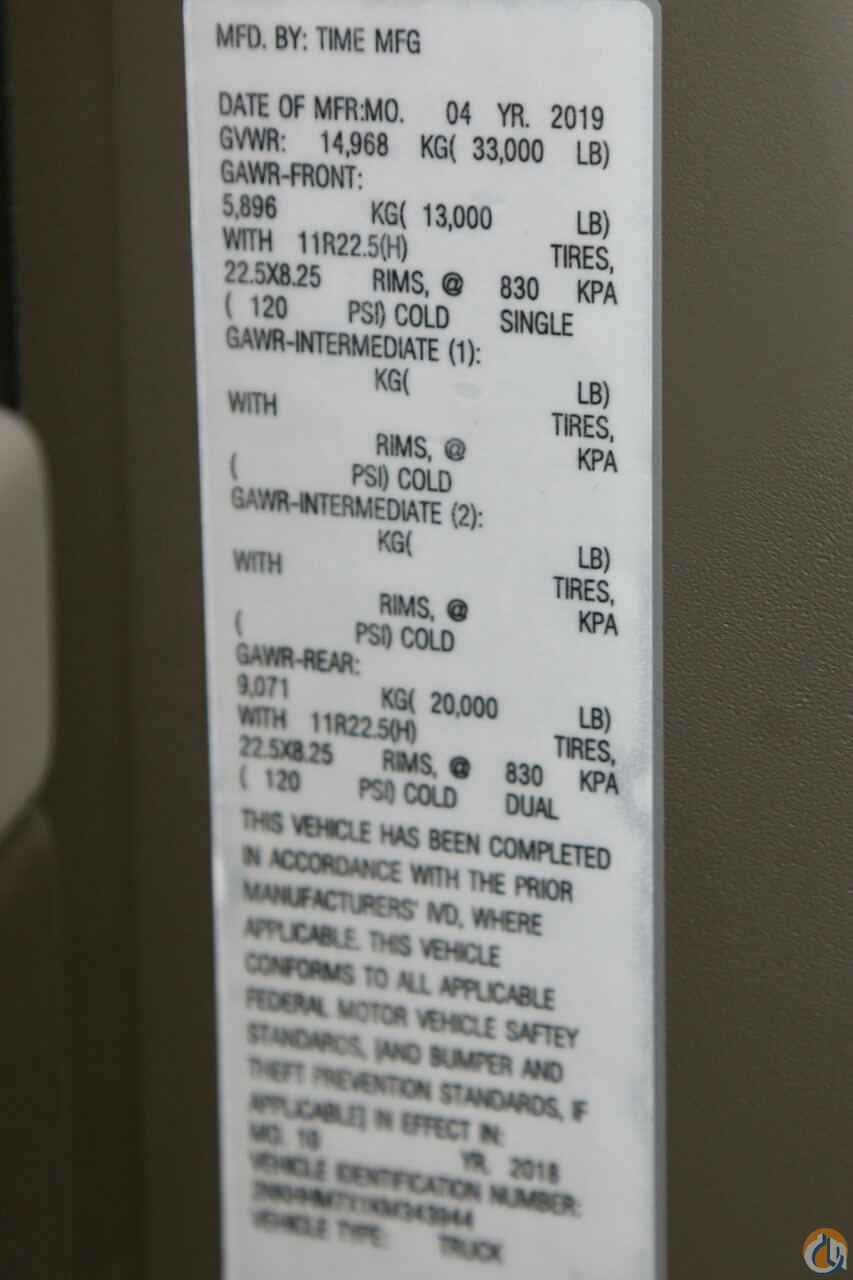 MFD. BY: TIME MFG
DATE OF MFR:MO. 04 YR. 2019
GVWR: 14,968 KG( 33,000 LB)
GAWR-FRONT:
5,896 KG( 13,000 LB)
WITH 11R22.5(H) TIRES,
22.5X8.25 RIMS, @ 830 KPA
( 120 PSI) COLD SINGLE
GAWR-INTERMEDIATE (1):
KG( LB)
WITH TIRES,
RIMS, @ KPA
( PSI) COLD
GAWR-INTERMEDIATE (2):
KG( LB)
WITH TIRES,
RIMS, @ KPA
( PSI) COLD
GAWR-REAR:
9,071 KG( 20,000 LB)
WITH 11R22.5(H) TIRES,
22.5X8.25 RIMS, @ 830 KPA
( 120 PSI) COLD DUAL
THIS VEHICLE HAS BEEN COMPLETED
IN ACCORDANCE WITH THE PRIOR
MANUFACTURERS' IVD, WHERE
APPLICABLE. THIS VEHICLE
CONFORMS TO ALL APPLICABLE
FEDERAL MOTOR VEHICLE SAFTEY
STANDARDS, [AND BUMPER AND
THEFT PREVENTION STANDARDS, IF
APPLICABLE] IN EFFECT IN:
MO. 10 YR. 2018
VEHICLE IDENTIFICATION NUMBER:
VEHICLE TYPE: TRUCK